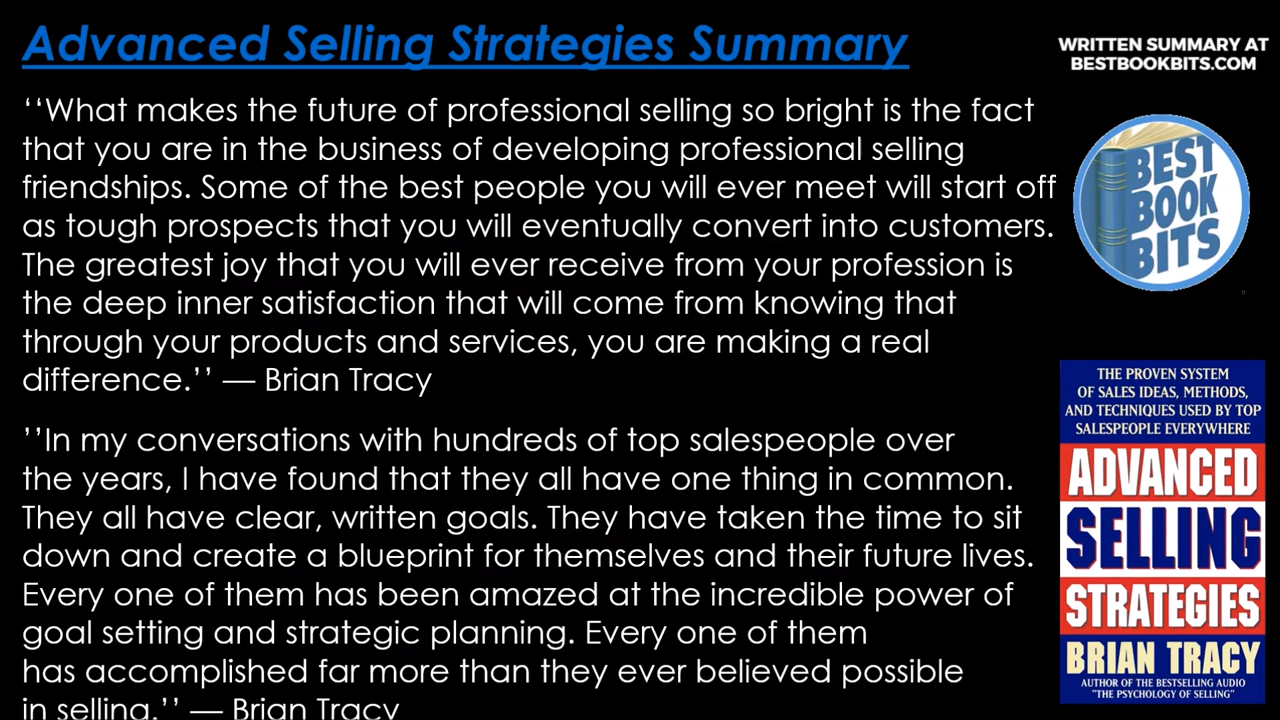 Advanced Selling Strategies Summary
WRITTEN SUMMARY AT
BESTBOOKBITS.COM
‘‘What makes the future of professional selling so bright is the fact
that you are in the business of developing professional selling
friendships. Some of the best people you will ever meet will start off
as tough prospects that you will eventually convert into customers.
The greatest joy that you will ever receive from your profession is
the deep inner satisfaction that will come from knowing that
through your products and services, you are making a real
difference.’’ — Brian Tracy
’’In my conversations with hundreds of top salespeople over
the years, I have found that they all have one thing in common.
They all have clear, written goals. They have taken the time to sit
down and create a blueprint for themselves and their future lives.
Every one of them has been amazed at the incredible power of
goal setting and strategic planning. Every one of them
has accomplished far more than they ever believed possible
in selling.’’ — Brian Tracy
BEST
BOOK
BITS
THE PROVEN SYSTEM
OF SALES IDEAS, METHODS,
AND TECHNIQUES USED BY TOP
SALESPEOPLE EVERYWHERE
ADVANCED
SELLING
STRATEGIES
BRIAN TRACY
AUTHOR OF THE BESTSELLING AUDIO
"THE PSYCHOLOGY OF SELLING"